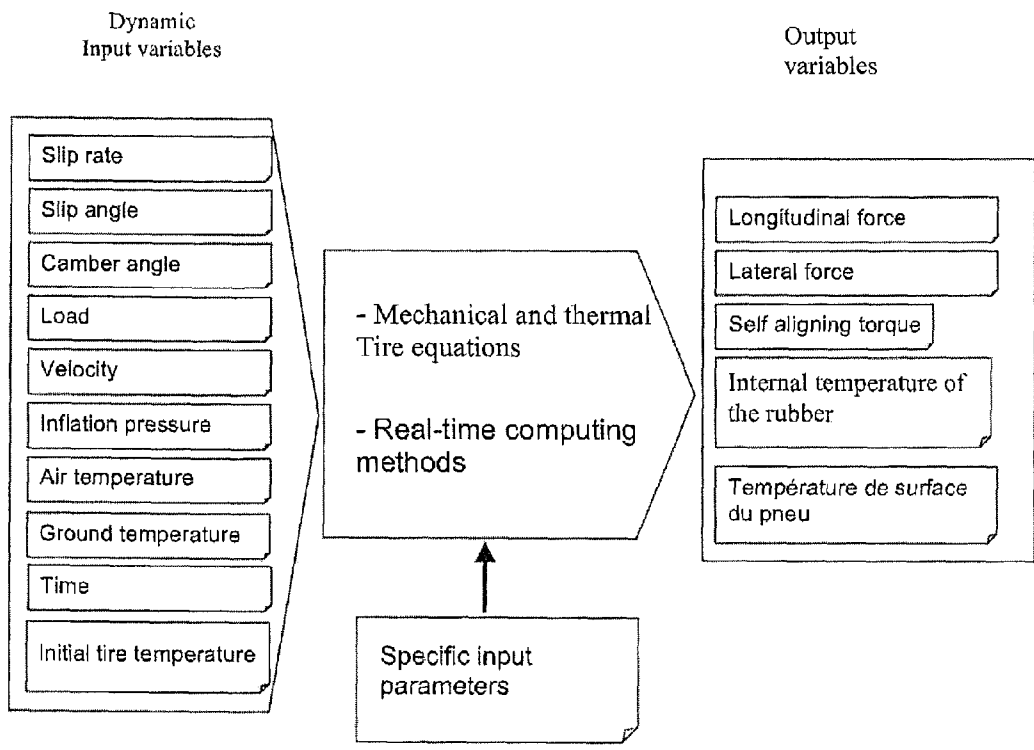 Dynamic
Input variables
Output
variables
Slip rate
Slip angle
Camber angle
Load
Velocity
Inflation pressure
Air temperature
Ground temperature
Time
Initial tire temperature
- Mechanical and thermal
Tire equations
- Real-time computing
methods
Specific input
parameters
Longitudinal force
Lateral force
Self aligning torque
Internal temperature of
the rubber
Température de surface
du pneu